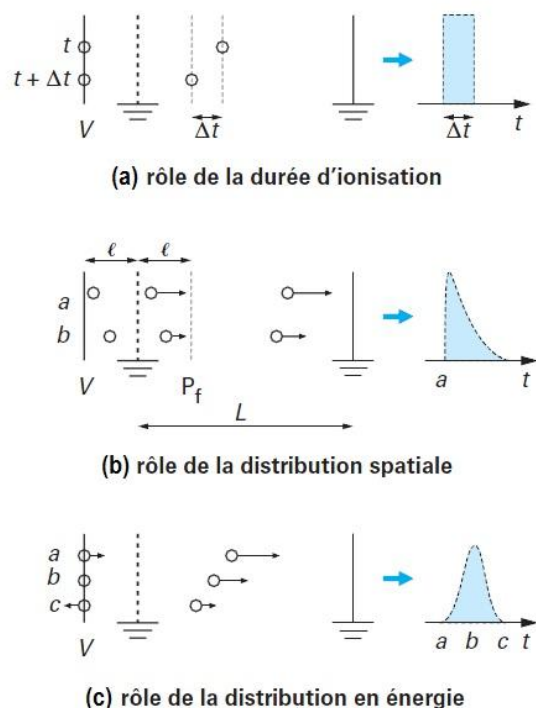 t
t + Δt
V
Δt
Δt
t
(a) rôle de la durée d'ionisation
ℓ
ℓ
a
b
V
P_f
a
t
L
(b) rôle de la distribution spatiale
a
b
c
V
a b c t
(c) rôle de la distribution en énergie